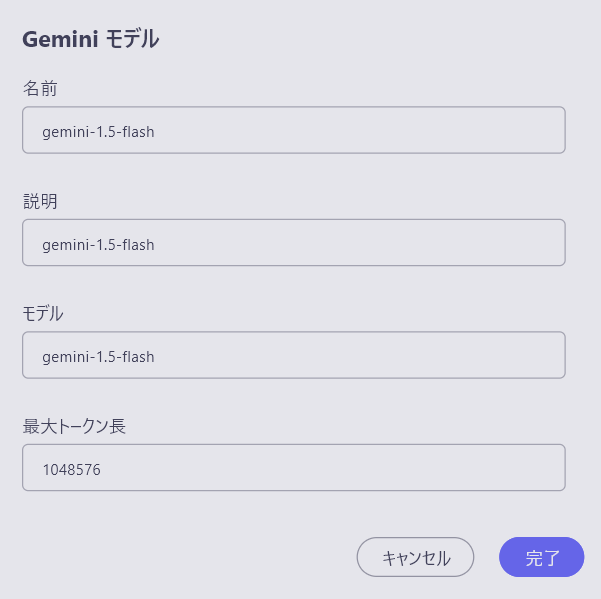 Gemini モデル
名前
gemini-1.5-flash
説明
gemini-1.5-flash
モデル
gemini-1.5-flash
最大トークン長
1048576
キャンセル
完了